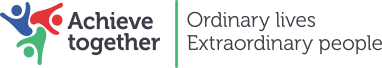 Achieve
together
Ordinary lives
Extraordinary people